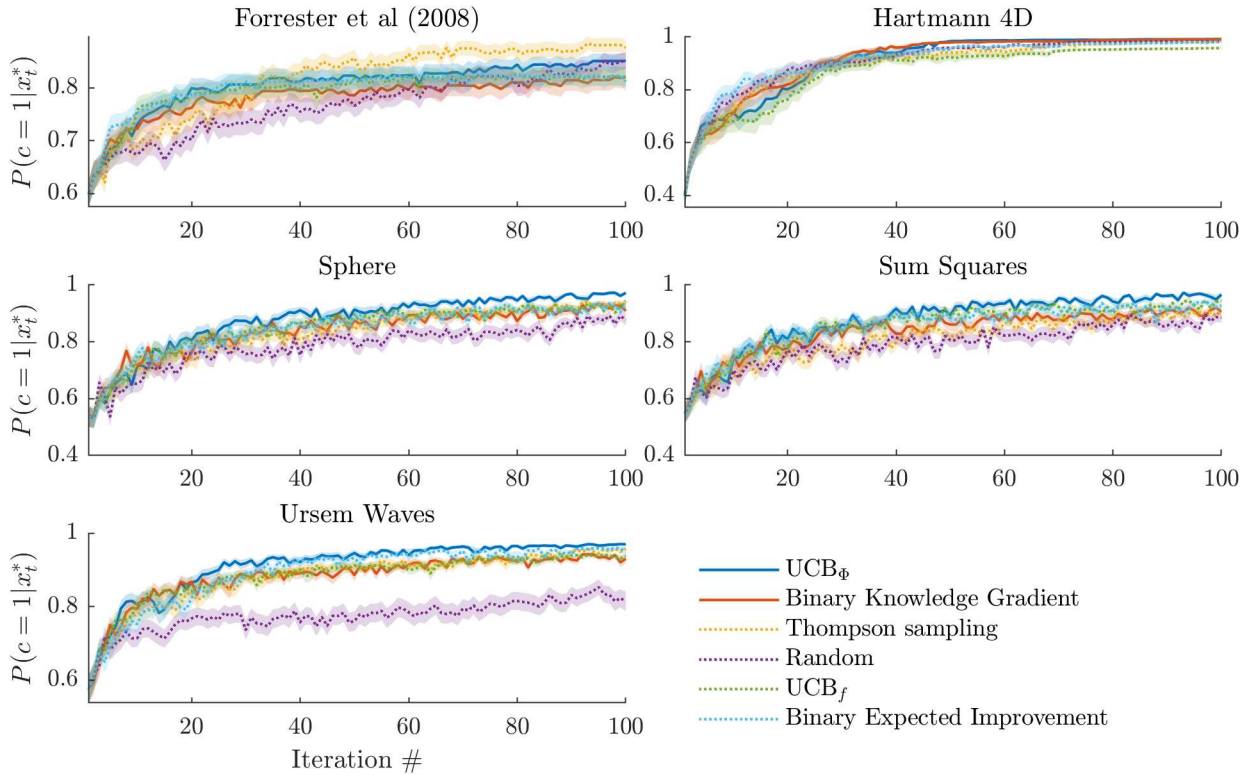 Forrester et al (2008)
P(c = 1|x_t^*)
0.8
0.7
0.6
20 40 60 80 100
Hartmann 4D
1
0.8
0.6
0.4
20 40 60 80 100
Sphere
P(c = 1|x_t^*)
1
0.8
0.6
0.4
20 40 60 80 100
Sum Squares
1
0.8
0.6
0.4
20 40 60 80 100
Ursem Waves
P(c = 1|x_t^*)
1
0.8
0.6
20 40 60 80 100
Iteration #
UCB_Φ
Binary Knowledge Gradient
Thompson sampling
Random
UCB_f
Binary Expected Improvement